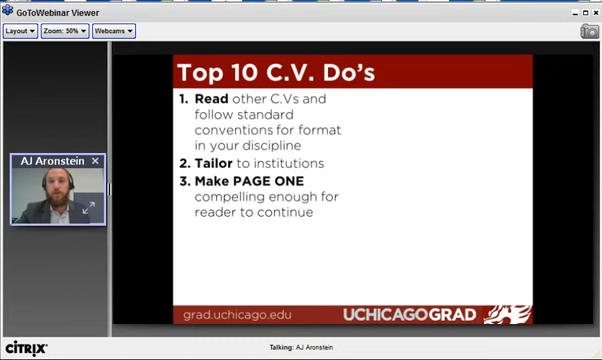 GoToWebinar Viewer
Layout
Zoom: 50%
Webcams
AJ Aronstein
Top 10 C.V. Do's
1. Read other C.Vs and
follow standard
conventions for format
in your discipline
2. Tailor to institutions
3. Make PAGE ONE
compelling enough for
reader to continue
grad.uchicago.edu
UCHICAGOGRAD
CiTRIX
Talking: AJ Aronstein